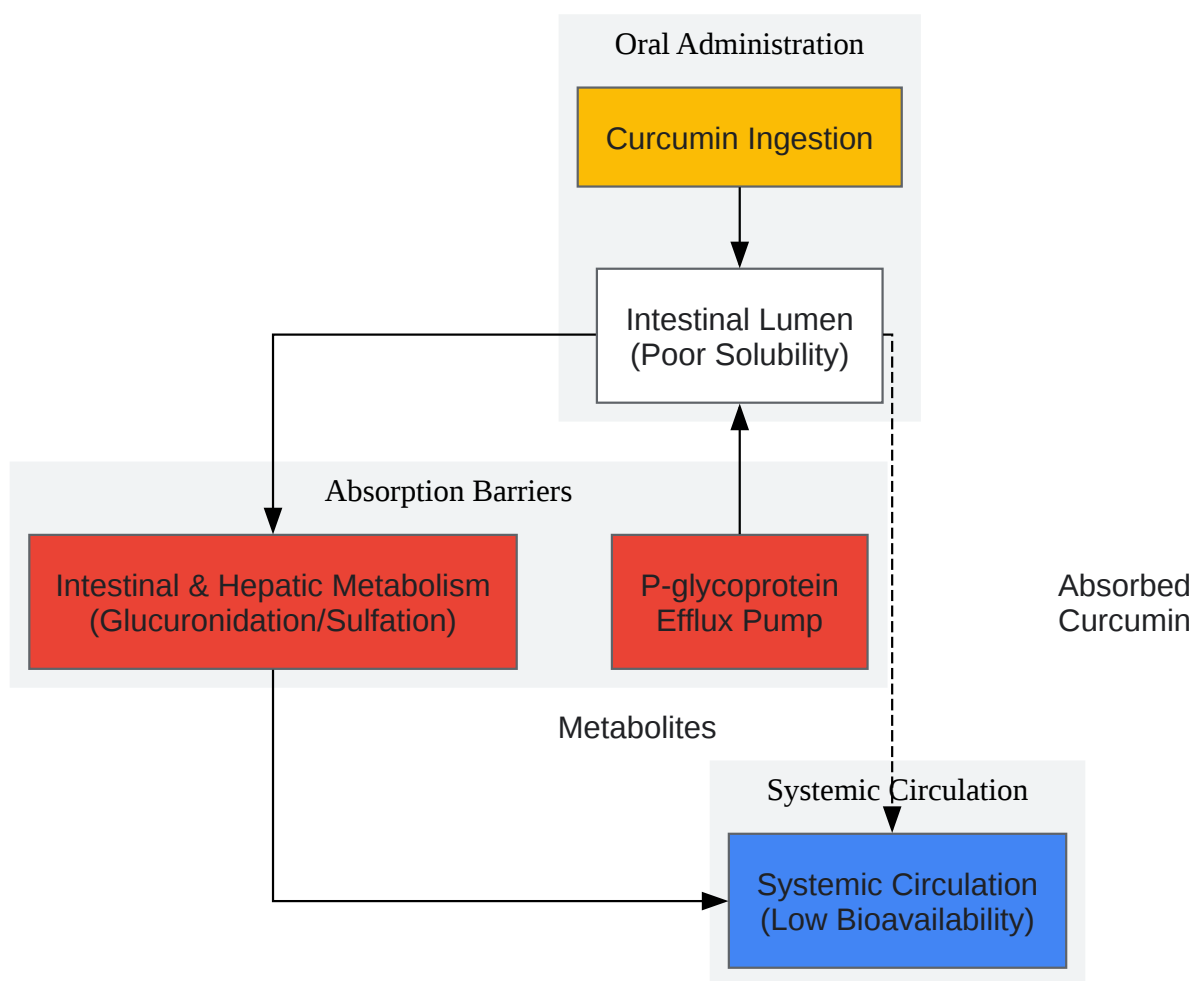 Oral Administration
Curcumin Ingestion
Intestinal Lumen
(Poor Solubility)
Absorption Barriers
Intestinal & Hepatic Metabolism
(Glucuronidation/Sulfation)
P-glycoprotein
Efflux Pump
Absorbed
Curcumin
Metabolites
Systemic Circulation
Systemic Circulation
(Low Bioavailability)